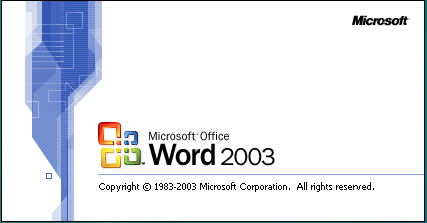 Microsoft
Microsoft® Office
Word 2003
Copyright © 1983-2003 Microsoft Corporation. All rights reserved.